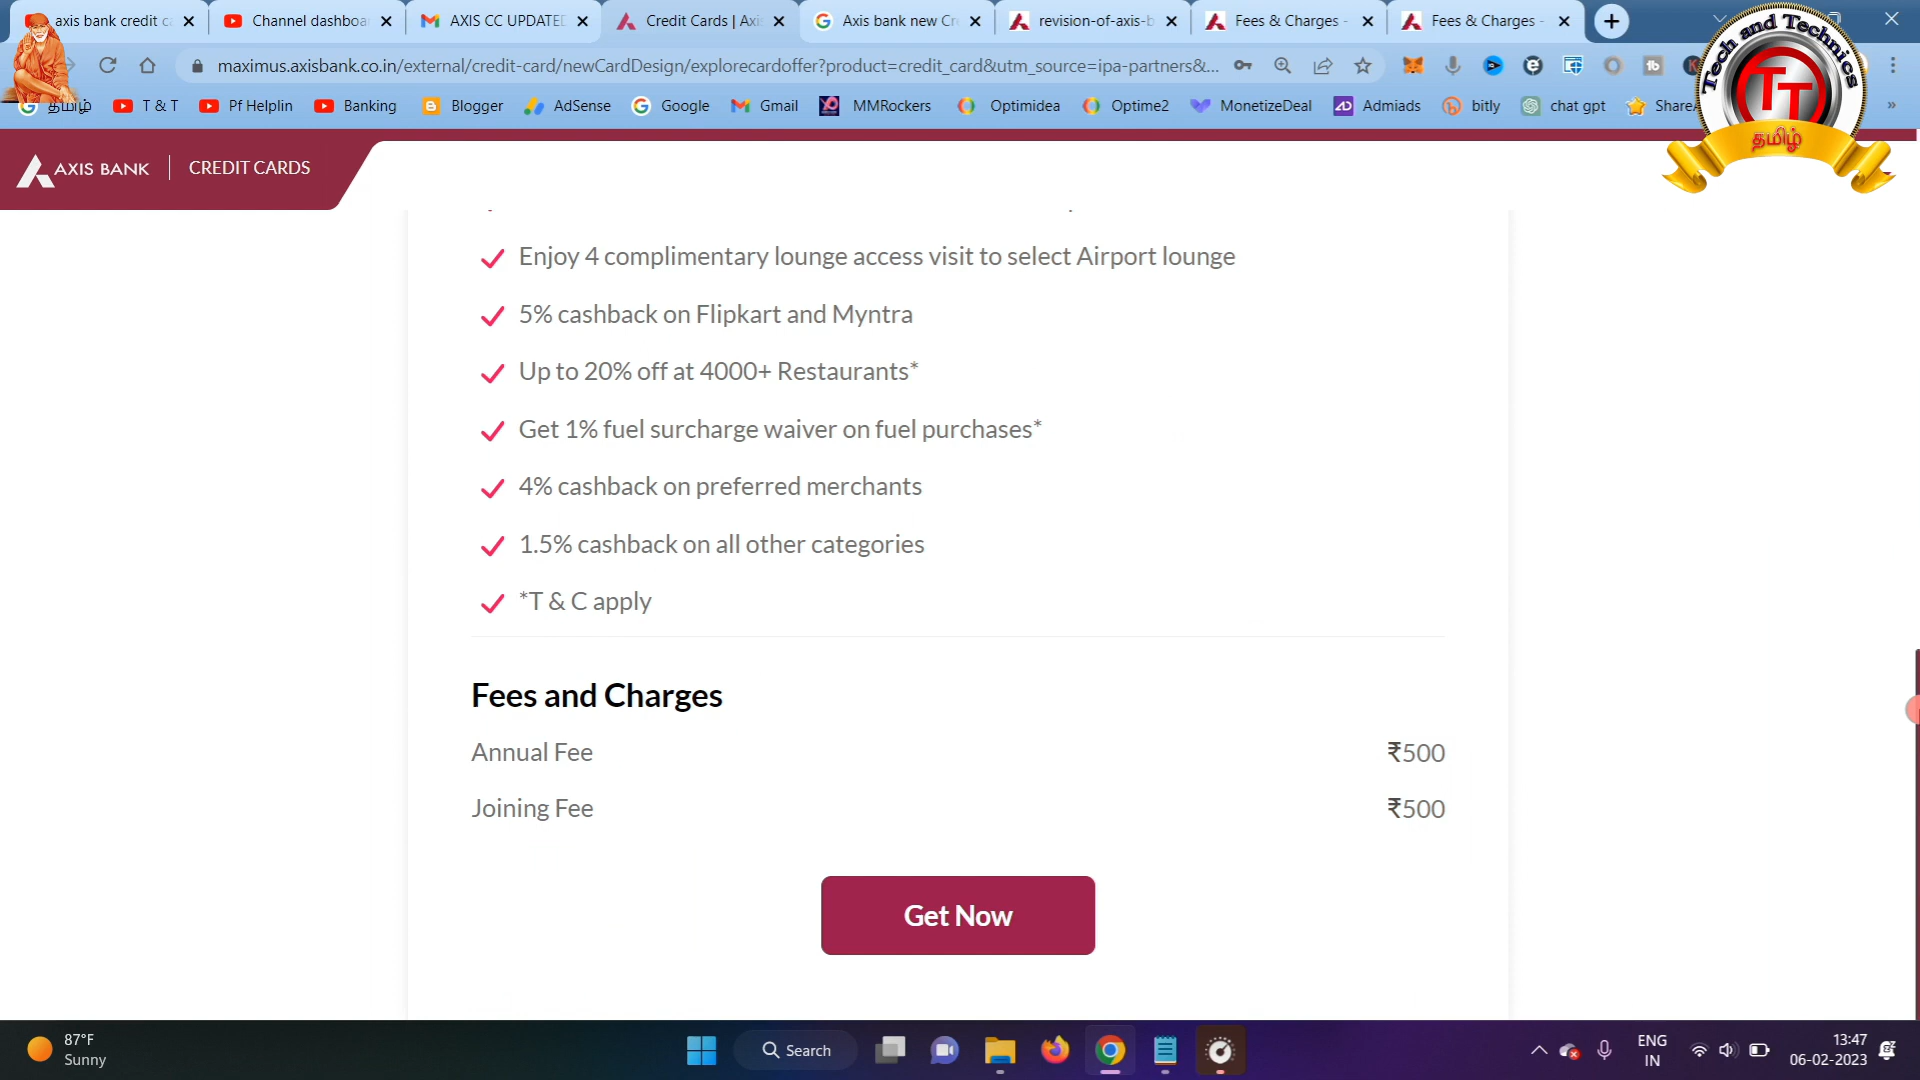 axis bank credit ca
Channel dashboa
AXIS CC UPDATED
Credit Cards | Axi
Axis bank new Cr
revision-of-axis-b
Fees & Charges -
Fees & Charges -
maximus.axisbank.co.in/external/credit-card/newCardDesign/explorecardoffer?product=credit_card&utm_source=ipa-partners&...
தமிழ்
T & T
Pf Helplin
Banking
Blogger
AdSense
Google
Gmail
MMRockers
Optimidea
Optime2
MonetizeDeal
Admiads
bitly
chat gpt
ShareA
»
Tech and Technics
TT
தமிழ்
AXIS BANK
CREDIT CARDS
Enjoy 4 complimentary lounge access visit to select Airport lounge
5% cashback on Flipkart and Myntra
Up to 20% off at 4000+ Restaurants*
Get 1% fuel surcharge waiver on fuel purchases*
4% cashback on preferred merchants
1.5% cashback on all other categories
*T & C apply
Fees and Charges
Annual Fee ₹500
Joining Fee ₹500
Get Now
87°F
Sunny
Search
ENG
IN
13:47
06-02-2023